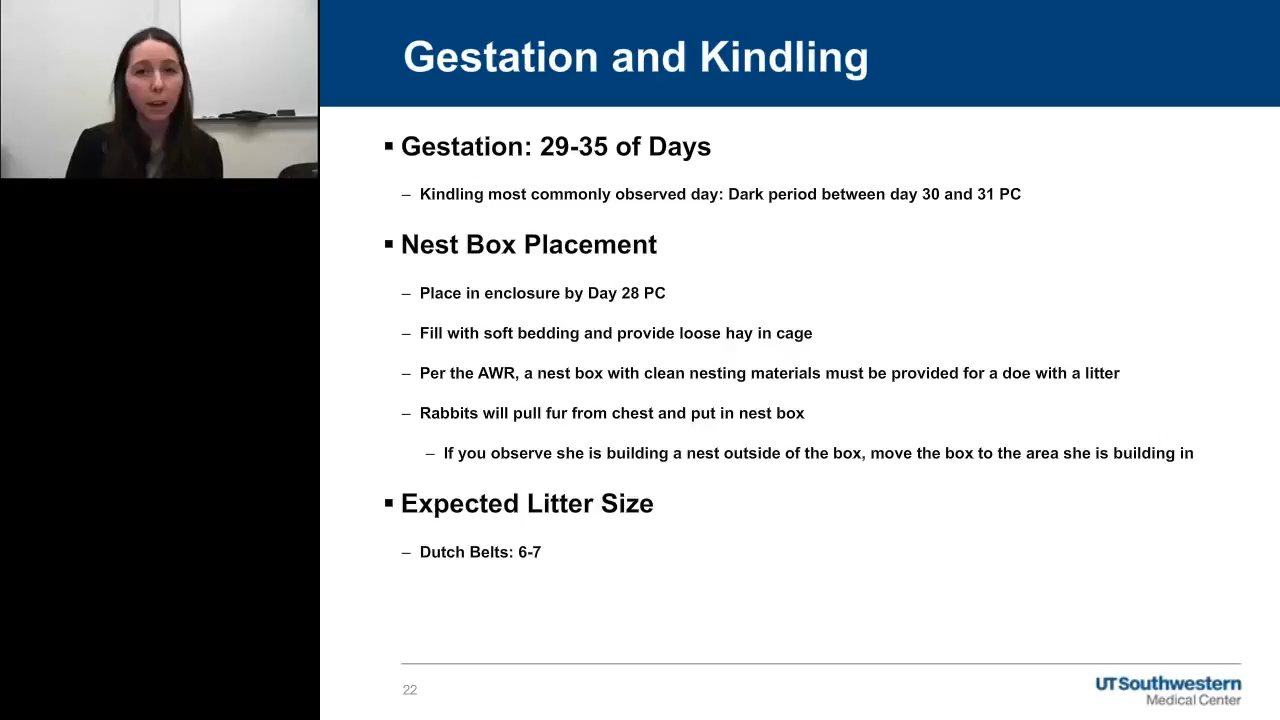 Gestation and Kindling
▪ Gestation: 29-35 of Days
– Kindling most commonly observed day: Dark period between day 30 and 31 PC
▪ Nest Box Placement
– Place in enclosure by Day 28 PC
– Fill with soft bedding and provide loose hay in cage
– Per the AWR, a nest box with clean nesting materials must be provided for a doe with a litter
– Rabbits will pull fur from chest and put in nest box
– If you observe she is building a nest outside of the box, move the box to the area she is building in
▪ Expected Litter Size
– Dutch Belts: 6-7
22
UT Southwestern
Medical Center